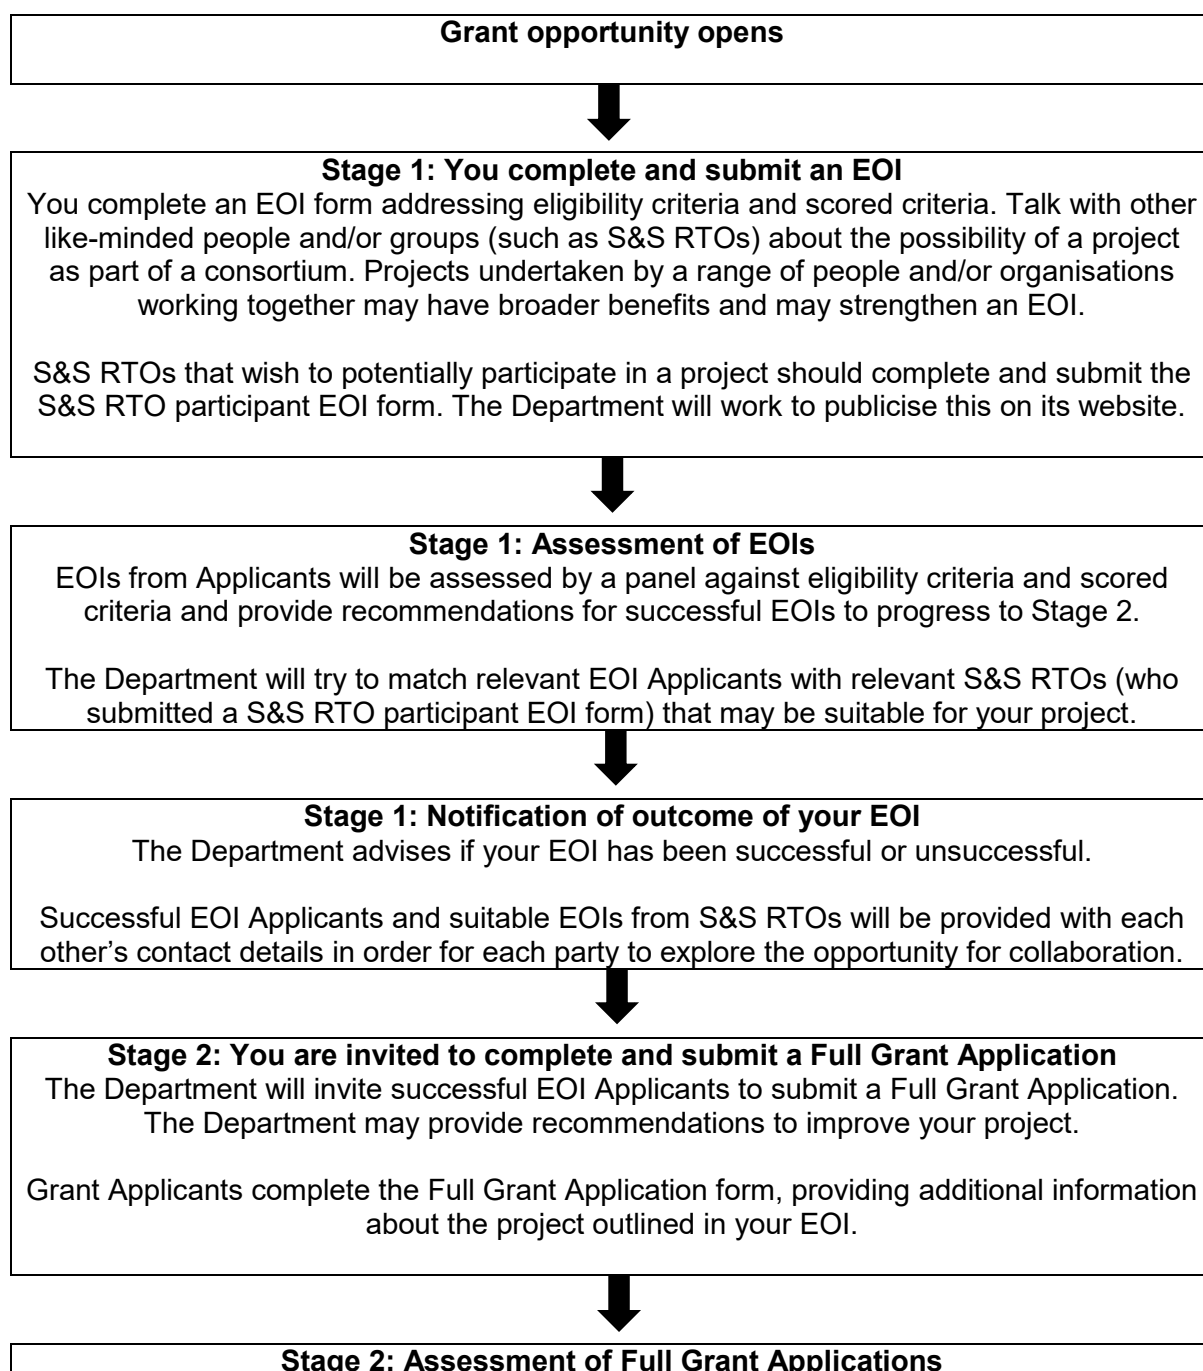 Grant opportunity opens
Stage 1: You complete and submit an EOI
You complete an EOI form addressing eligibility criteria and scored criteria. Talk with other
like-minded people and/or groups (such as S&S RTOs) about the possibility of a project
as part of a consortium. Projects undertaken by a range of people and/or organisations
working together may have broader benefits and may strengthen an EOI.
S&S RTOs that wish to potentially participate in a project should complete and submit the
S&S RTO participant EOI form. The Department will work to publicise this on its website.
Stage 1: Assessment of EOIs
EOIs from Applicants will be assessed by a panel against eligibility criteria and scored
criteria and provide recommendations for successful EOIs to progress to Stage 2.
The Department will try to match relevant EOI Applicants with relevant S&S RTOs (who
submitted a S&S RTO participant EOI form) that may be suitable for your project.
Stage 1: Notification of outcome of your EOI
The Department advises if your EOI has been successful or unsuccessful.
Successful EOI Applicants and suitable EOIs from S&S RTOs will be provided with each
other’s contact details in order for each party to explore the opportunity for collaboration.
Stage 2: You are invited to complete and submit a Full Grant Application
The Department will invite successful EOI Applicants to submit a Full Grant Application.
The Department may provide recommendations to improve your project.
Grant Applicants complete the Full Grant Application form, providing additional information
about the project outlined in your EOI.
Stage 2: Assessment of Full Grant Applications